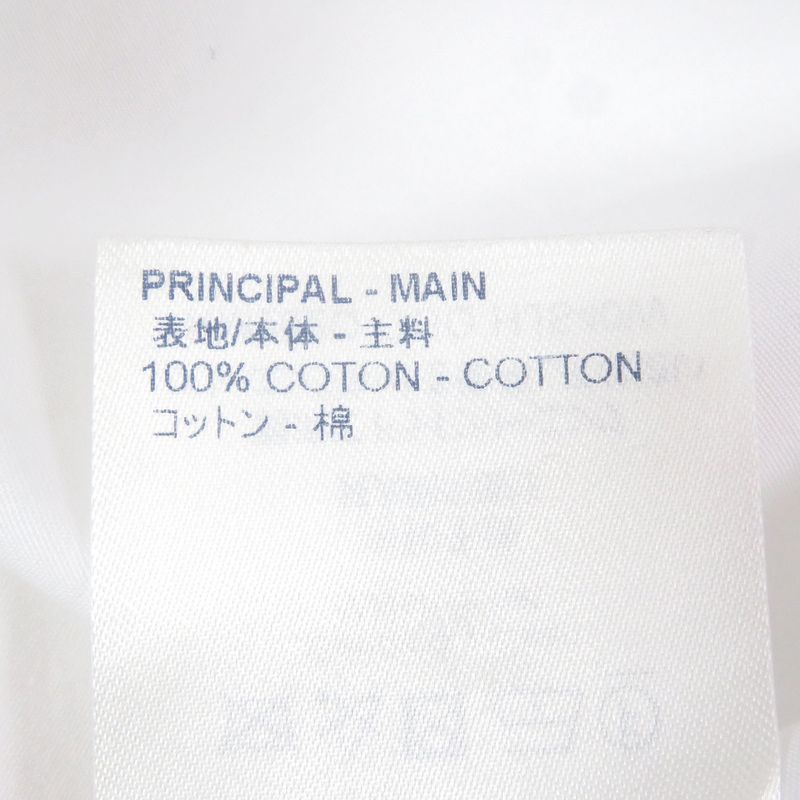 PRINCIPAL - MAIN
表地/本体 - 主料
100% COTON - COTTON
コットン - 棉